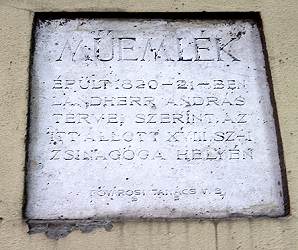 MŰEMLÉK
ÉPÜLT 1820-21-BEN
LANDHERR ANDRÁS
TERVEI SZERINT, AZ
ITT ÁLLOTT XVIII. SZ-I
ZSINAGÓGA HELYÉN
FŐVÁROSI TANÁCS V.B.